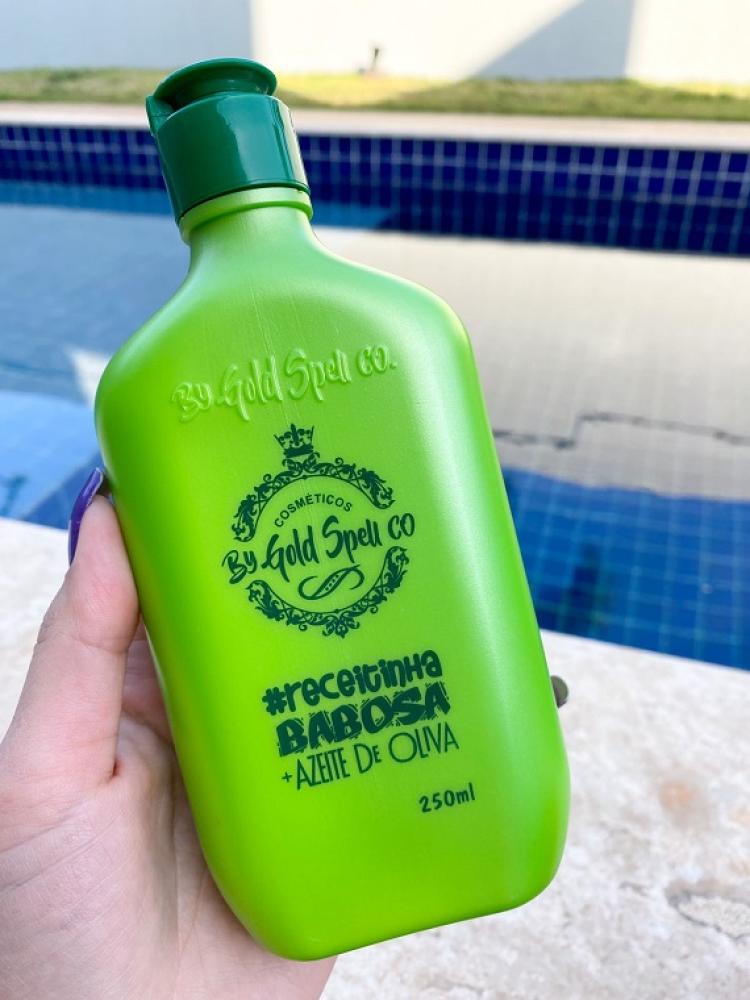 By Gold Spell CO.
COSMÉTICOS
By Gold Spell CO
#receitinha
BABOSA
+ AZEITE De OLIVA
250ml